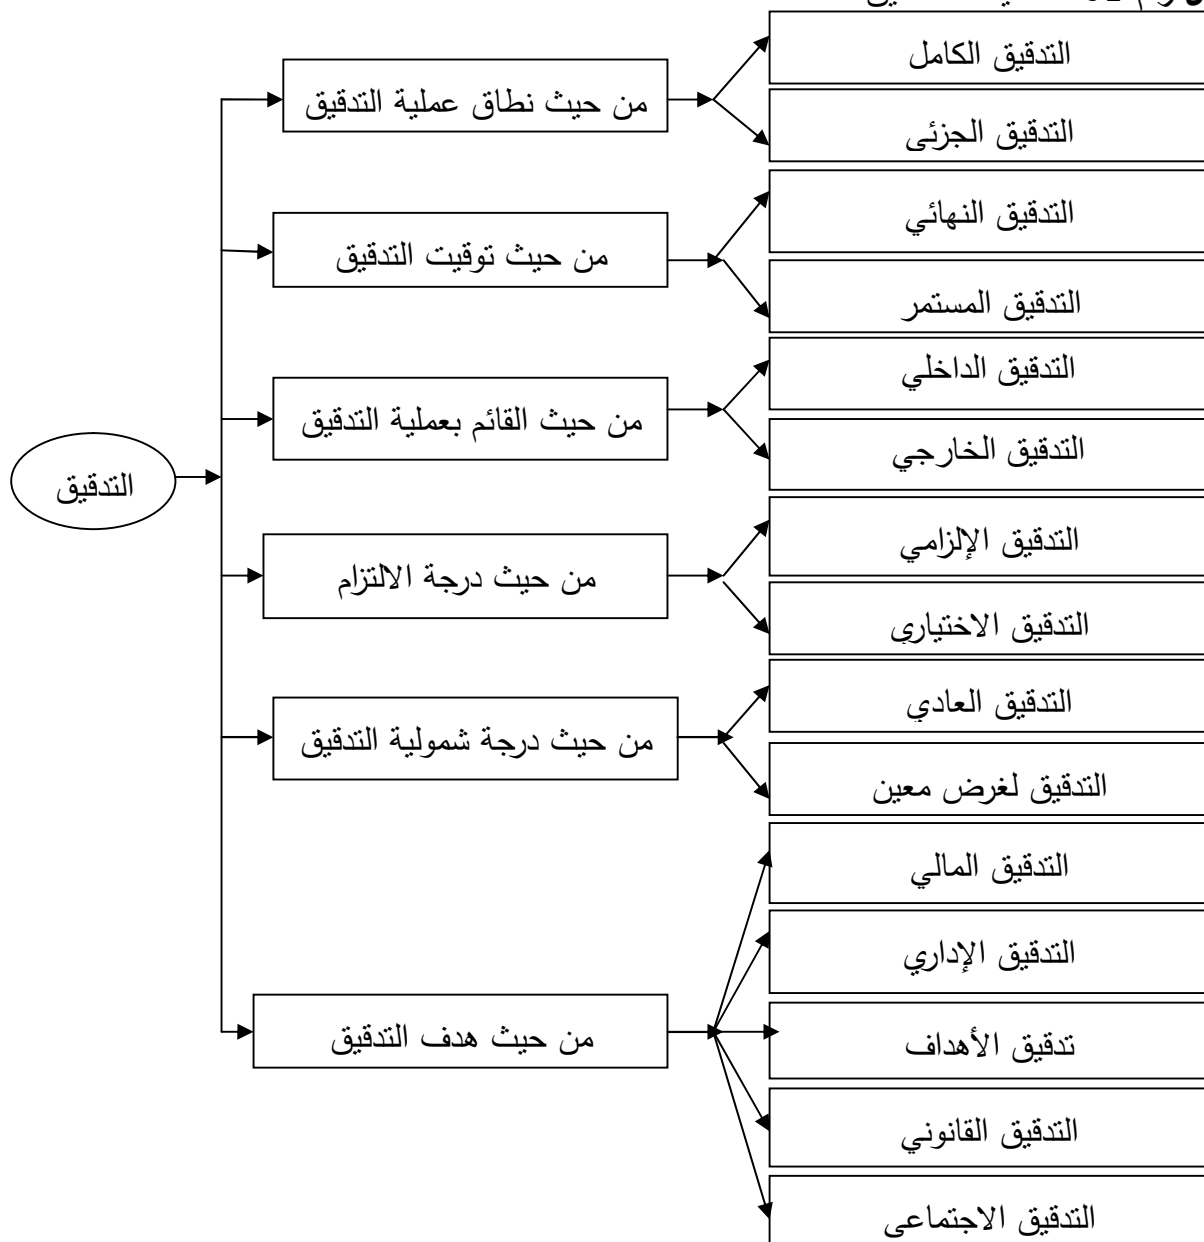 التدقيق الكامل
من حيث نطاق عملية التدقيق
التدقيق الجزئي
التدقيق النهائي
من حيث توقيت التدقيق
التدقيق المستمر
التدقيق الداخلي
من حيث القائم بعملية التدقيق
التدقيق الخارجي
التدقيق
التدقيق الإلزامي
من حيث درجة الالتزام
التدقيق الاختياري
التدقيق العادي
من حيث درجة شمولية التدقيق
التدقيق لغرض معين
التدقيق المالي
التدقيق الإداري
من حيث هدف التدقيق
تدقيق الأهداف
التدقيق القانوني
التدقيق الاجتماعي